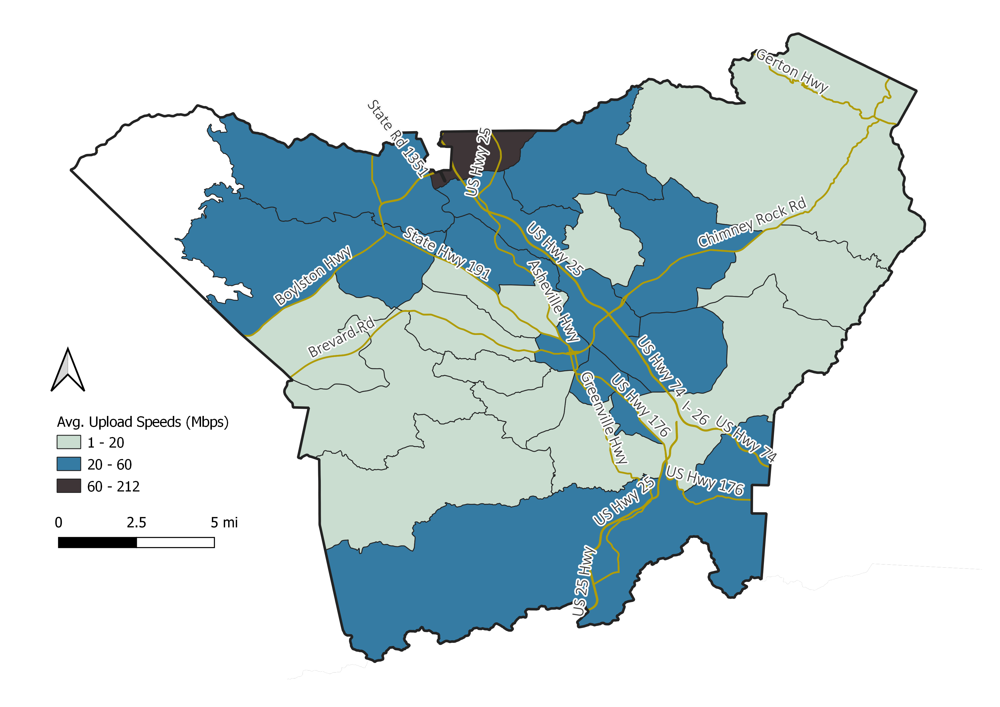 Gerton Hwy
State Rd 1351
US Hwy 25
Chimney Rock Rd
US Hwy 25
State Hwy 191
Boylston Hwy
Asheville Hwy
Brevard Rd
US Hwy 74
US Hwy 176
Greenville Hwy
I- 26
US Hwy 74
US Hwy 176
US Hwy 25
US 25 Hwy
Avg. Upload Speeds (Mbps)
1 - 20
20 - 60
60 - 212
0 2.5 5 mi